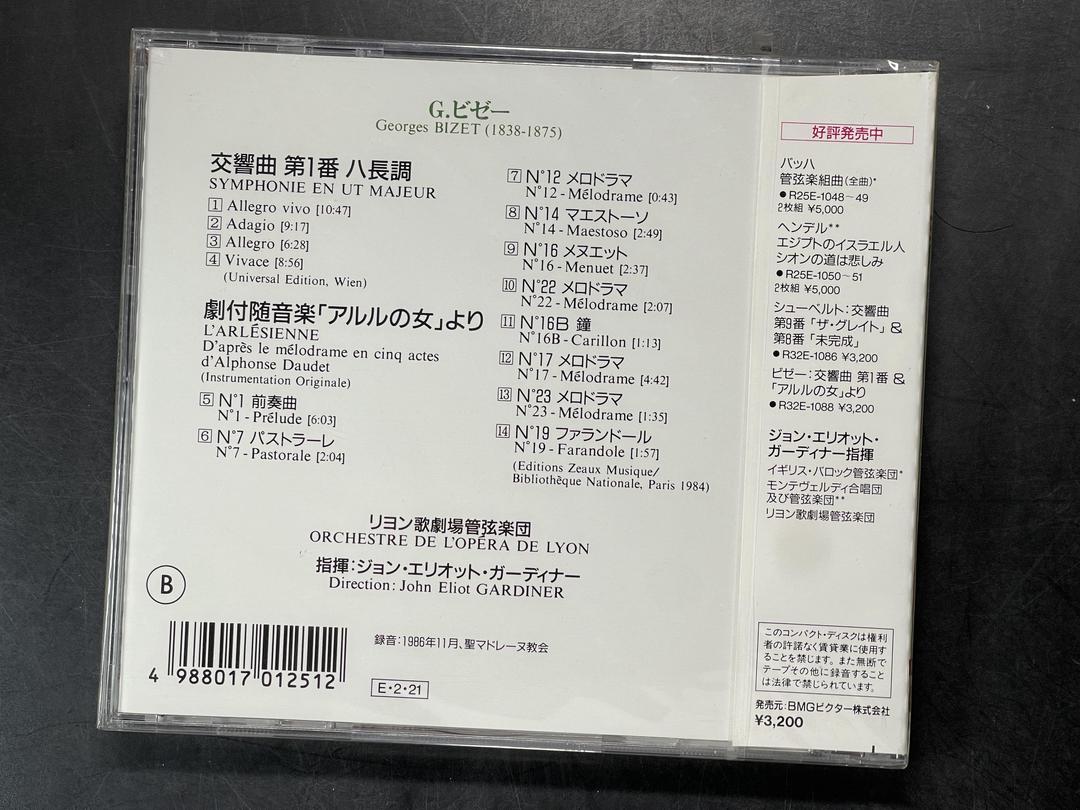 G.ビゼー
Georges BIZET (1838-1875)
交響曲 第1番 ハ長調
SYMPHONIE EN UT MAJEUR
1 Allegro vivo [10:47]
2 Adagio [9:17]
3 Allegro [6:28]
4 Vivace [8:56]
(Universal Edition, Wien)
劇付随音楽「アルルの女」より
L'ARLÉSIENNE
D'après le mélodrame en cinq actes
d'Alphonse Daudet
(Instrumentation Originale)
5 N°1 前奏曲
N°1 - Prélude [6:03]
6 N°7 パストラーレ
N°7 - Pastorale [2:04]
7 N°12 メロドラマ
N°12 - Mélodrame [0:43]
8 N°14 マエストーソ
N°14 - Maestoso [2:49]
9 N°16 メヌエット
N°16 - Menuet [2:37]
10 N°22 メロドラマ
N°22 - Mélodrame [2:07]
11 N°16B 鐘
N°16B - Carillon [1:13]
12 N°17 メロドラマ
N°17 - Mélodrame [4:42]
13 N°23 メロドラマ
N°23 - Mélodrame [1:35]
14 N°19 ファランドール
N°19 - Farandole [1:57]
(Editions Zeaux Musique/
Bibliothèque Nationale, Paris 1984)
リヨン歌劇場管弦楽団
ORCHESTRE DE L'OPÉRA DE LYON
指揮:ジョン・エリオット・ガーディナー
Direction: John Eliot GARDINER
B
録音:1986年11月、聖マドレーヌ教会
4 988017 012512
E・2・21
好評発売中
バッハ
管弦楽組曲(全曲)*
●R25E-1048~49
2枚組 ¥5,000
ヘンデル**
エジプトのイスラエル人
シオンの道は悲しみ
●R25E-1050~51
2枚組 ¥5,000
シューベルト:交響曲
第9番「ザ・グレイト」&
第8番「未完成」
●R32E-1086 ¥3,200
ビゼー:交響曲 第1番 &
「アルルの女」より
●R32E-1088 ¥3,200
ジョン・エリオット・
ガーディナー指揮
イギリス・バロック管弦楽団*
モンテヴェルディ合唱団
及び管弦楽団**
リヨン歌劇場管弦楽団
このコンパクト・ディスクは権利
者の許諾なく賃貸業に使用す
ることを禁じます。また無断で
テープその他に録音すること
は法律で禁じられています。
発売元:BMGビクター株式会社
¥3,200